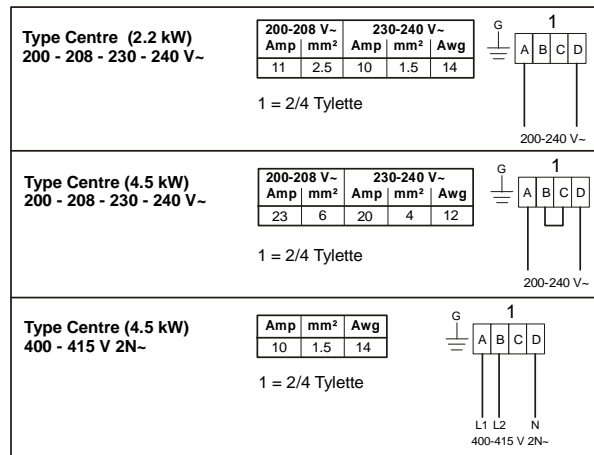 Type Centre (2.2 kW)
200 - 208 - 230 - 240 V~
200-208 V~ 230-240 V~
Amp mm² Amp mm² Awg
11 2.5 10 1.5 14
1 = 2/4 Tylette
G 1
A B C D
200-240 V~
Type Centre (4.5 kW)
200 - 208 - 230 - 240 V~
200-208 V~ 230-240 V~
Amp mm² Amp mm² Awg
23 6 20 4 12
1 = 2/4 Tylette
G 1
A B C D
200-240 V~
Type Centre (4.5 kW)
400 - 415 V 2N~
Amp mm² Awg
10 1.5 14
1 = 2/4 Tylette
G 1
A B C D
L1 L2 N
400-415 V 2N~